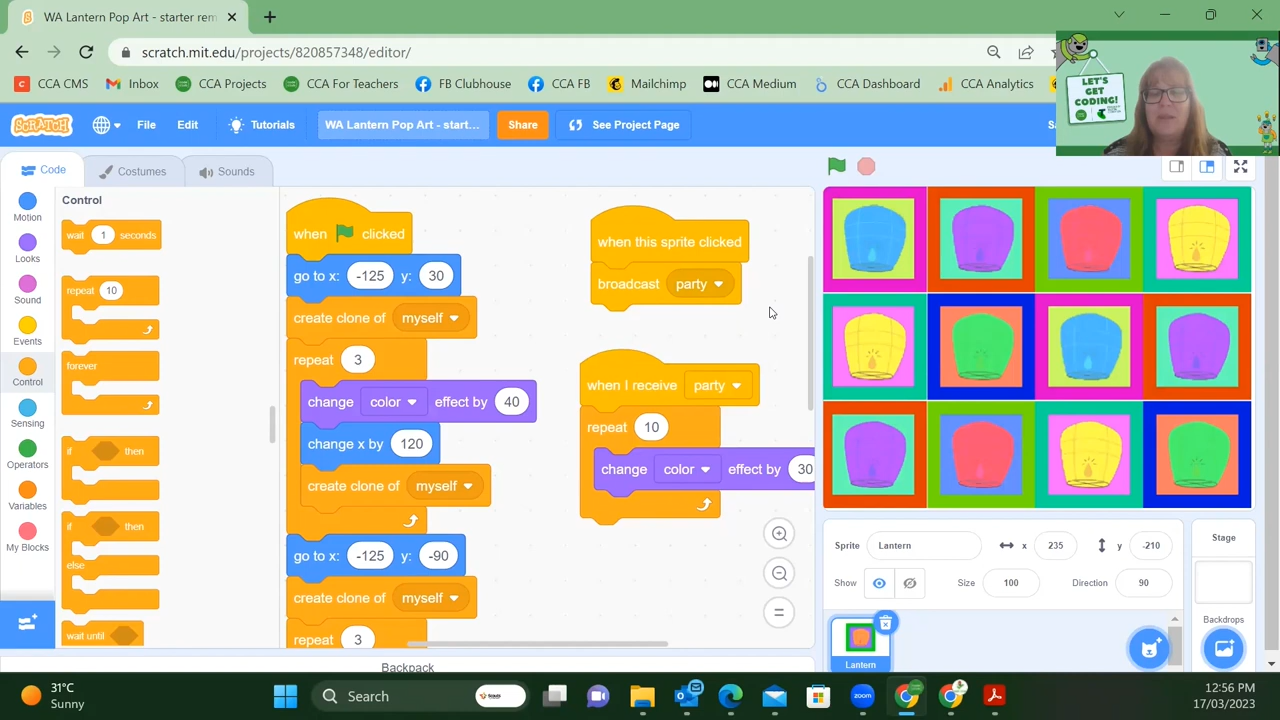 WA Lantern Pop Art - starter rem
scratch.mit.edu/projects/820857348/editor/
CCA CMS
Inbox
CCA Projects
CCA For Teachers
FB Clubhouse
CCA FB
Mailchimp
CCA Medium
CCA Dashboard
CCA Analytics
LET'S
GET
CODING!
SCRATCH
File
Edit
Tutorials
WA Lantern Pop Art - start...
Share
See Project Page
Sa
Code
Costumes
Sounds
Motion
Looks
Sound
Events
Control
Sensing
Operators
Variables
My Blocks
Control
wait 1 seconds
repeat 10
forever
if then
if then
else
wait until
when clicked
go to x: -125 y: 30
create clone of myself
repeat 3
change color effect by 40
change x by 120
create clone of myself
go to x: -125 y: -90
create clone of myself
repeat 3
when this sprite clicked
broadcast party
when I receive party
repeat 10
change color effect by 30
Backpack
Sprite Lantern x 235 y -210
Show Size 100 Direction 90
Lantern
Stage
Backdrops
31°C
Sunny
Search
zoom
12:56 PM
17/03/2023